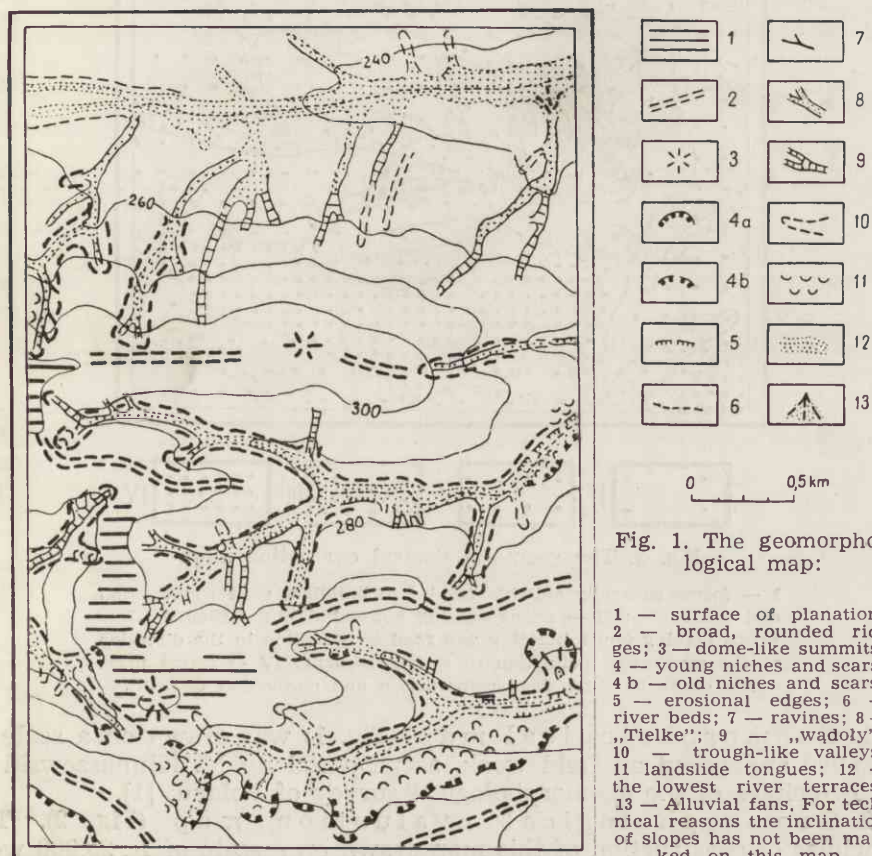 240
260
300
280
1 7
2 8
3 9
4a 10
4b 11
5 12
6 13
0 0,5 km
Fig. 1. The geomorpho
logical map:
1 — surface of planation
2 — broad, rounded rid
ges; 3 — dome-like summits
4 — young niches and scars
4 b — old niches and scars
5 — erosional edges; 6 -
river beds; 7 — ravines; 8 -
„Tielke"; 9 — „wądoły"
10 — trough-like valleys
11 landslide tongues; 12 -
the lowest river terraces
13 — Alluvial fans. For tech
nical reasons the inclination
of slopes has not been mar
ked on this map